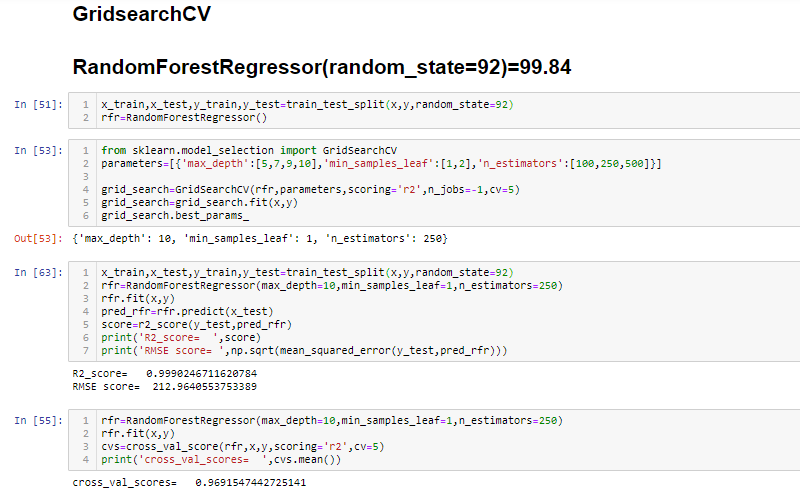 GridsearchCV
RandomForestRegressor(random_state=92)=99.84
In [51]:
1 x_train,x_test,y_train,y_test=train_test_split(x,y,random_state=92)
2 rfr=RandomForestRegressor()
In [53]:
1 from sklearn.model_selection import GridSearchCV
2 parameters=[{'max_depth':[5,7,9,10],'min_samples_leaf':[1,2],'n_estimators':[100,250,500]}]
3
4 grid_search=GridSearchCV(rfr,parameters,scoring='r2',n_jobs=-1,cv=5)
5 grid_search=grid_search.fit(x,y)
6 grid_search.best_params_
Out[53]: {'max_depth': 10, 'min_samples_leaf': 1, 'n_estimators': 250}
In [63]:
1 x_train,x_test,y_train,y_test=train_test_split(x,y,random_state=92)
2 rfr=RandomForestRegressor(max_depth=10,min_samples_leaf=1,n_estimators=250)
3 rfr.fit(x,y)
4 pred_rfr=rfr.predict(x_test)
5 score=r2_score(y_test,pred_rfr)
6 print('R2_score=  ',score)
7 print('RMSE score= ',np.sqrt(mean_squared_error(y_test,pred_rfr)))
R2_score=   0.9990246711620784
RMSE score=  212.9640553753389
In [55]:
1 rfr=RandomForestRegressor(max_depth=10,min_samples_leaf=1,n_estimators=250)
2 rfr.fit(x,y)
3 cvs=cross_val_score(rfr,x,y,scoring='r2',cv=5)
4 print('cross_val_scores=  ',cvs.mean())
cross_val_scores=   0.9691547442725141